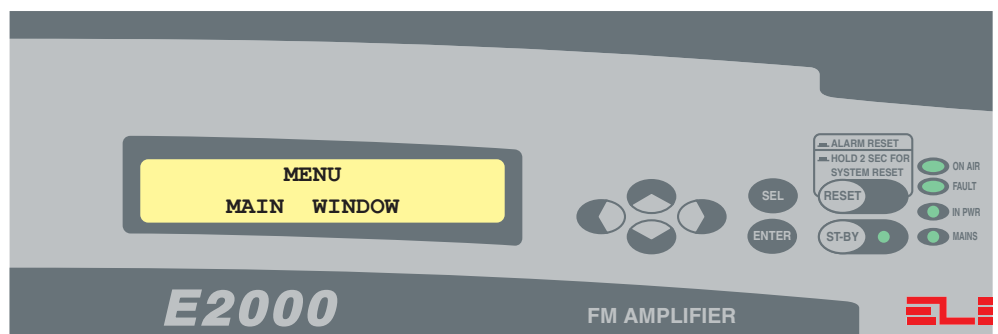 MENU
MAIN WINDOW
SEL
ENTER
ALARM RESET
HOLD 2 SEC FOR
SYSTEM RESET
RESET
ST-BY
ON AIR
FAULT
IN PWR
MAINS
E2000
FM AMPLIFIER